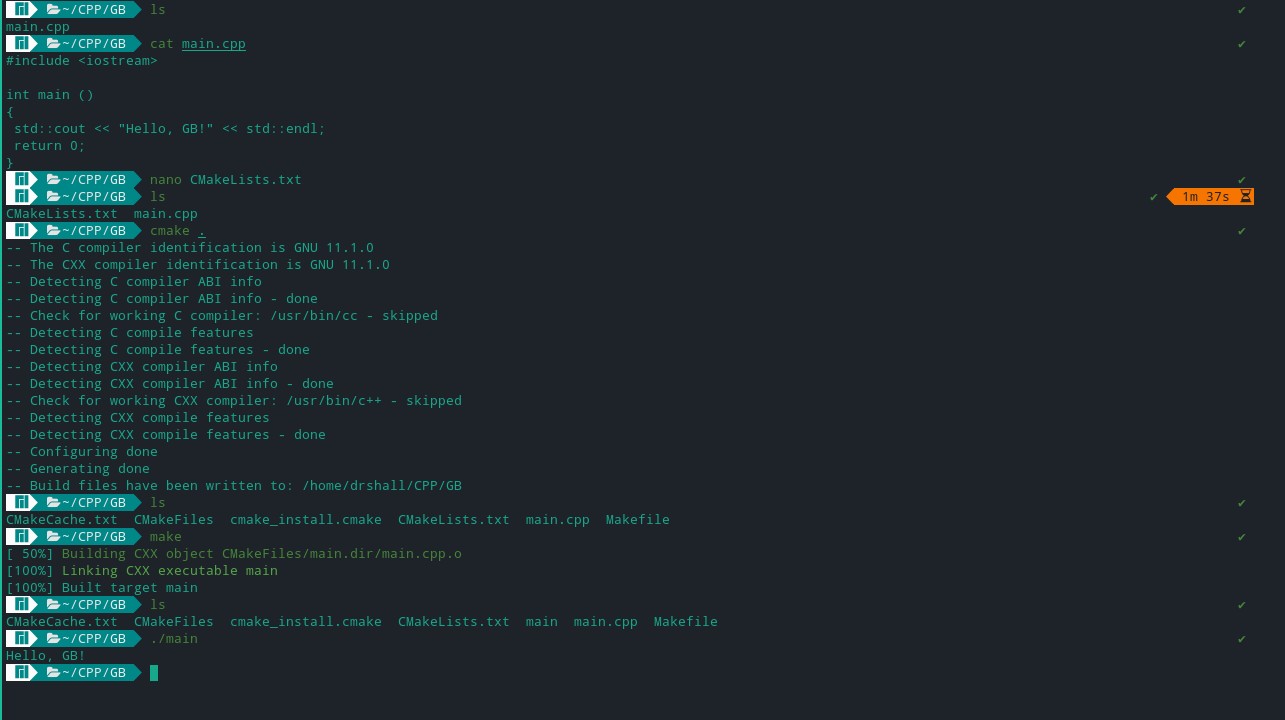 ~/CPP/GB ls ✔
main.cpp
~/CPP/GB cat main.cpp ✔
#include <iostream>
int main ()
{
 std::cout << "Hello, GB!" << std::endl;
 return 0;
}
~/CPP/GB nano CMakeLists.txt ✔
~/CPP/GB ls ✔ 1m 37s
CMakeLists.txt  main.cpp
~/CPP/GB cmake . ✔
-- The C compiler identification is GNU 11.1.0
-- The CXX compiler identification is GNU 11.1.0
-- Detecting C compiler ABI info
-- Detecting C compiler ABI info - done
-- Check for working C compiler: /usr/bin/cc - skipped
-- Detecting C compile features
-- Detecting C compile features - done
-- Detecting CXX compiler ABI info
-- Detecting CXX compiler ABI info - done
-- Check for working CXX compiler: /usr/bin/c++ - skipped
-- Detecting CXX compile features
-- Detecting CXX compile features - done
-- Configuring done
-- Generating done
-- Build files have been written to: /home/drshall/CPP/GB
~/CPP/GB ls ✔
CMakeCache.txt  CMakeFiles  cmake_install.cmake  CMakeLists.txt  main.cpp  Makefile
~/CPP/GB make ✔
[ 50%] Building CXX object CMakeFiles/main.dir/main.cpp.o
[100%] Linking CXX executable main
[100%] Built target main
~/CPP/GB ls ✔
CMakeCache.txt  CMakeFiles  cmake_install.cmake  CMakeLists.txt  main  main.cpp  Makefile
~/CPP/GB ./main ✔
Hello, GB!
~/CPP/GB